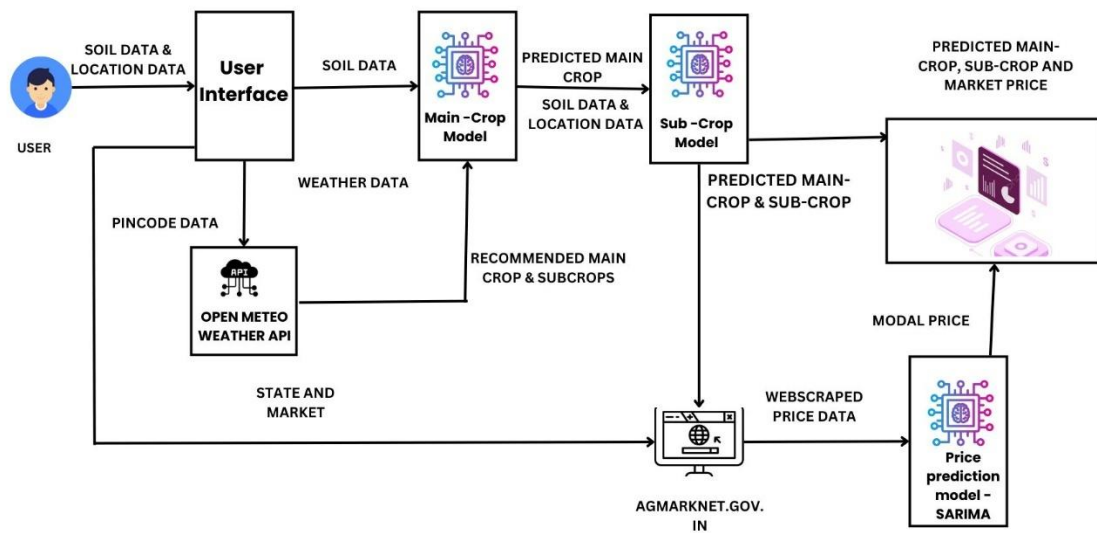 SOIL DATA &
LOCATION DATA
USER
User
Interface
SOIL DATA
Main -Crop
Model
PREDICTED MAIN
CROP
SOIL DATA &
LOCATION DATA
Sub -Crop
Model
PREDICTED MAIN-
CROP, SUB-CROP AND
MARKET PRICE
WEATHER DATA
PREDICTED MAIN-
CROP & SUB-CROP
PINCODE DATA
API
OPEN METEO
WEATHER API
RECOMMENDED MAIN
CROP & SUBCROPS
MODAL PRICE
STATE AND
MARKET
WEBSCRAPED
PRICE DATA
AGMARKNET.GOV.
IN
Price
prediction
model -
SARIMA